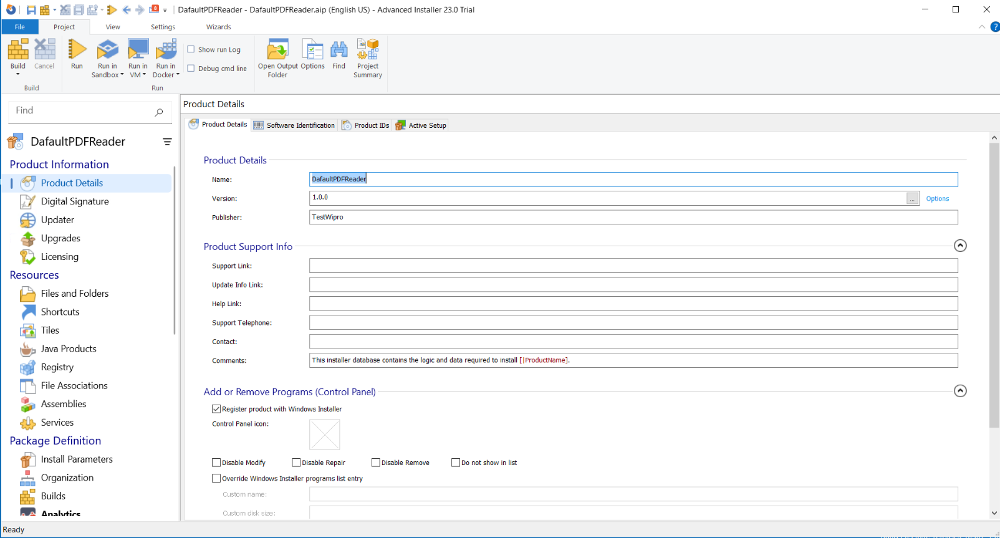 DafaultPDFReader - DafaultPDFReader.aip (English US) - Advanced Installer 23.0 Trial
8
File
Project
View
Settings
Wizards
?
Build
Cancel
Run
Run in Sandbox
Run in VM
Run in Docker
Show run Log
Debug cmd line
Open Output Folder
Options
Find
Project Summary
Build
Run
Find
DafaultPDFReader
Product Information
Product Details
Digital Signature
Updater
Upgrades
Licensing
Resources
Files and Folders
Shortcuts
Tiles
Java Products
Registry
File Associations
Assemblies
Services
Package Definition
Install Parameters
Organization
Builds
Analytics
Product Details
Product Details
Software Identification
Product IDs
Active Setup
Product Details
Name: DafaultPDFReader
Version: 1.0.0 ... Options
Publisher: TestWipro
Product Support Info
Support Link:
Update Info Link:
Help Link:
Support Telephone:
Contact:
Comments: This installer database contains the logic and data required to install [|ProductName].
Add or Remove Programs (Control Panel)
Register product with Windows Installer
Control Panel icon:
Disable Modify
Disable Repair
Disable Remove
Do not show in list
Override Windows Installer programs list entry
Custom name:
Custom disk size:
Ready